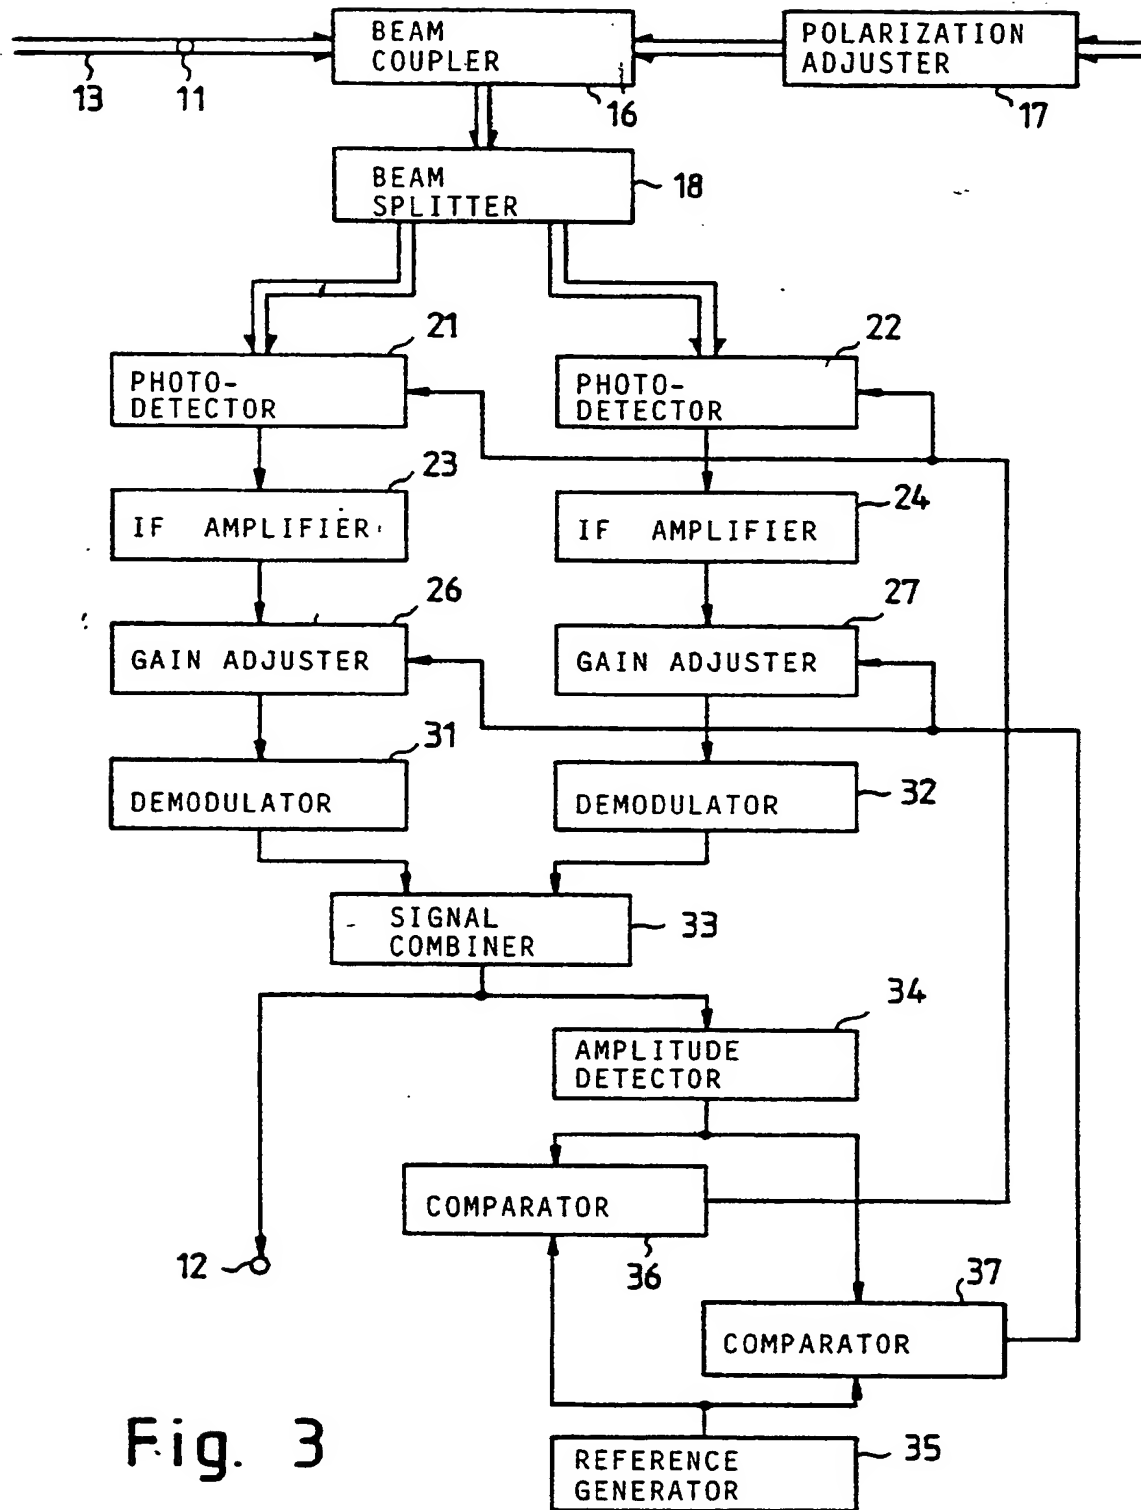 BEAM
COUPLER
POLARIZATION
ADJUSTER
13
11
16
17
BEAM
SPLITTER
18
21
22
PHOTO-
DETECTOR
PHOTO-
DETECTOR
23
24
IF AMPLIFIER
IF AMPLIFIER
26
27
GAIN ADJUSTER
GAIN ADJUSTER
31
DEMODULATOR
DEMODULATOR
32
SIGNAL
COMBINER
33
34
AMPLITUDE
DETECTOR
COMPARATOR
12
36
37
COMPARATOR
Fig. 3
REFERENCE
GENERATOR
35